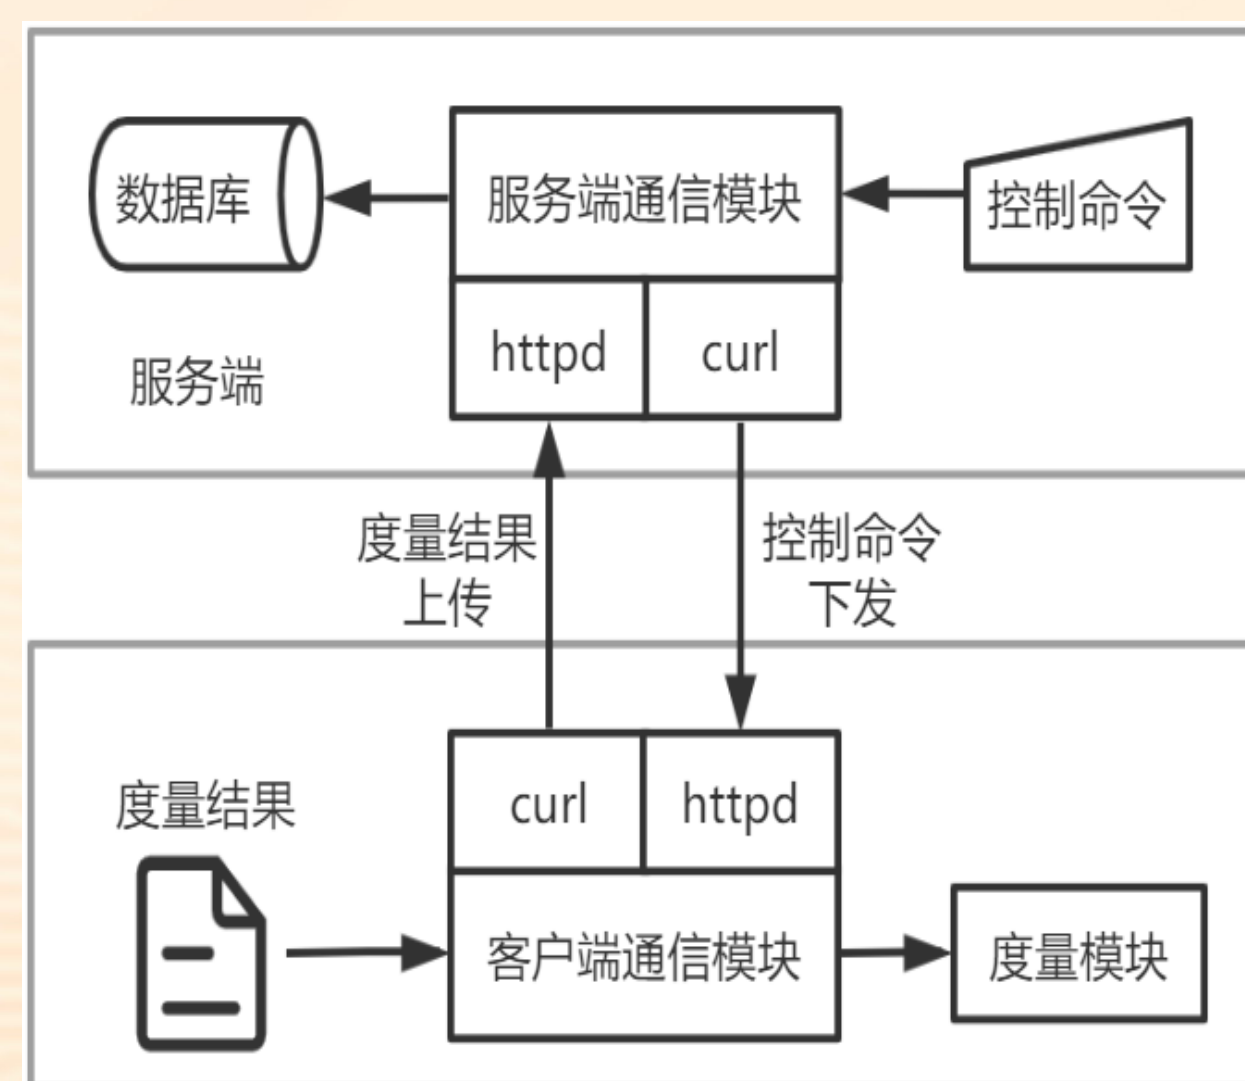 数据库
服务端通信模块
控制命令
httpd
curl
服务端
度量结果
上传
控制命令
下发
度量结果
curl
httpd
客户端通信模块
度量模块